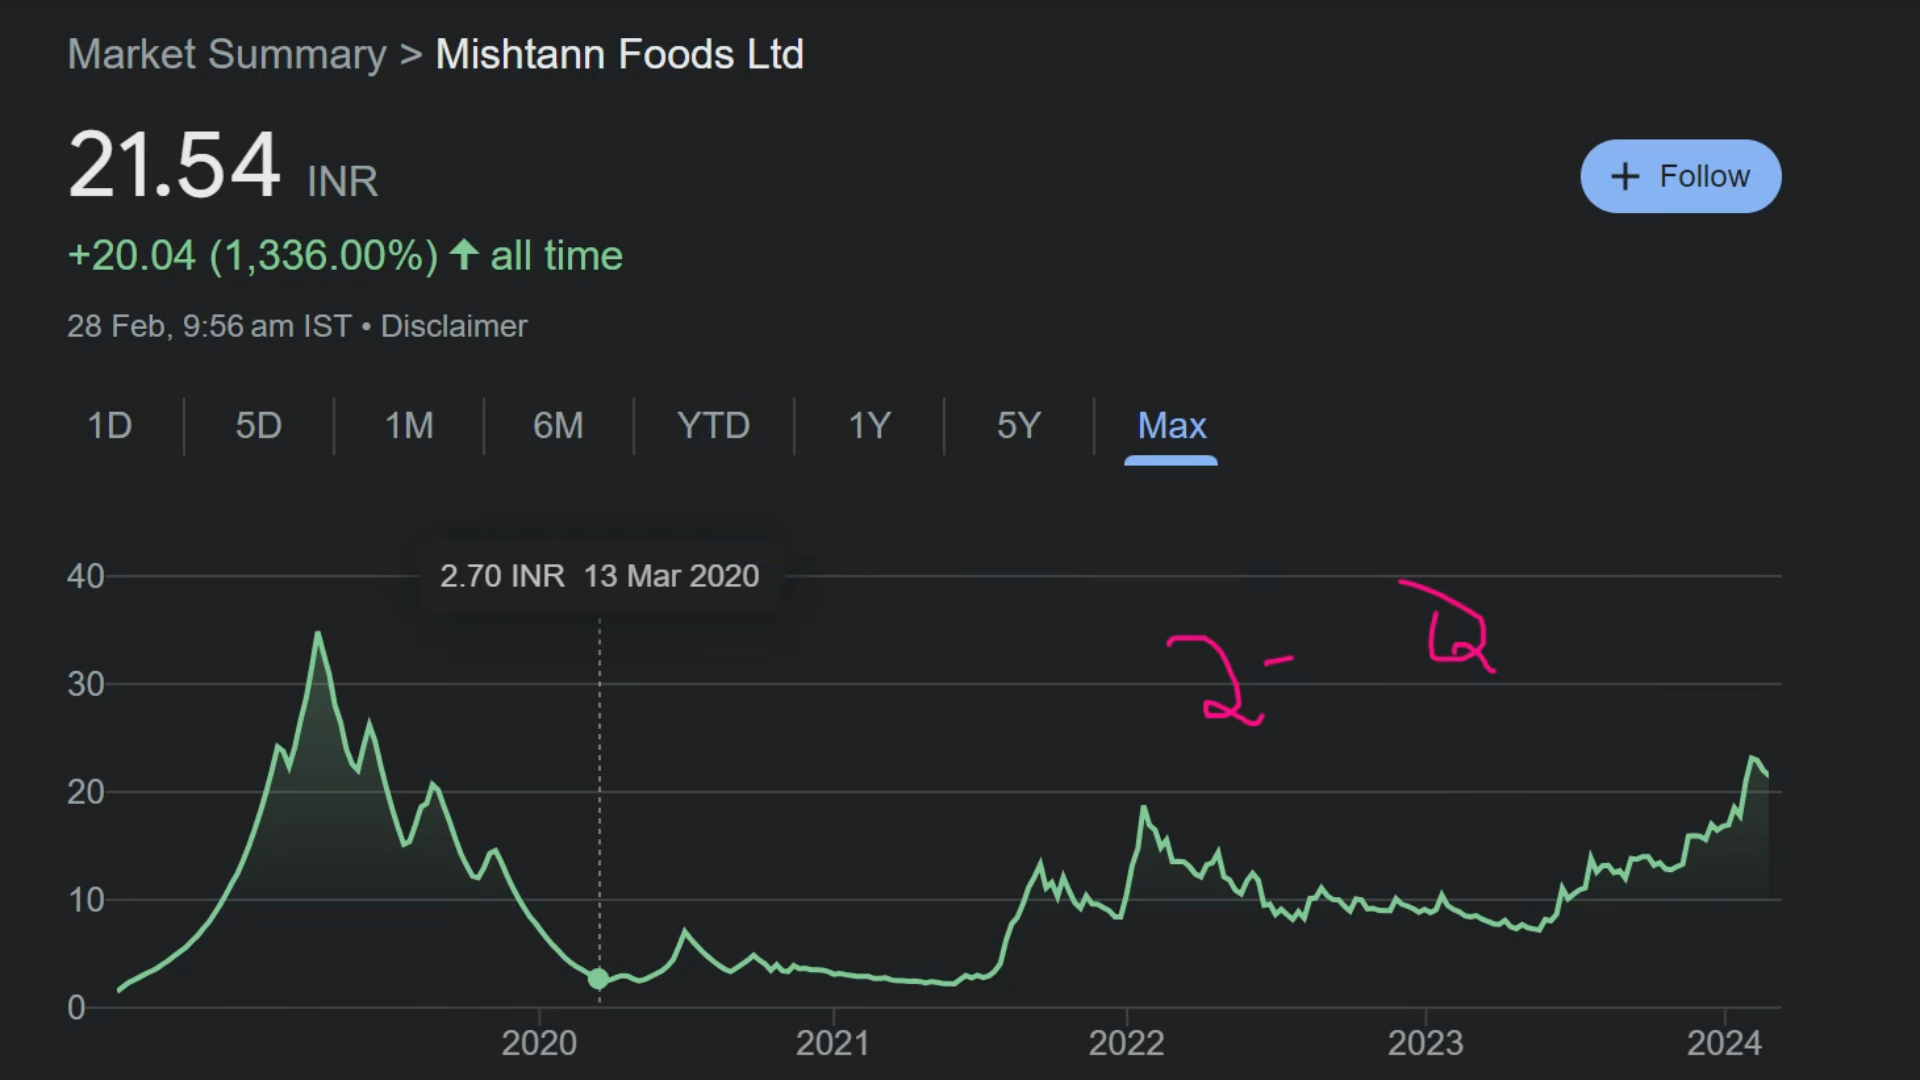 Market Summary > Mishtann Foods Ltd
21.54 INR
+ Follow
+20.04 (1,336.00%) ↑ all time
28 Feb, 9:56 am IST • Disclaimer
1D 5D 1M 6M YTD 1Y 5Y Max
2.70 INR 13 Mar 2020
40
30
20
10
0
2020 2021 2022 2023 2024